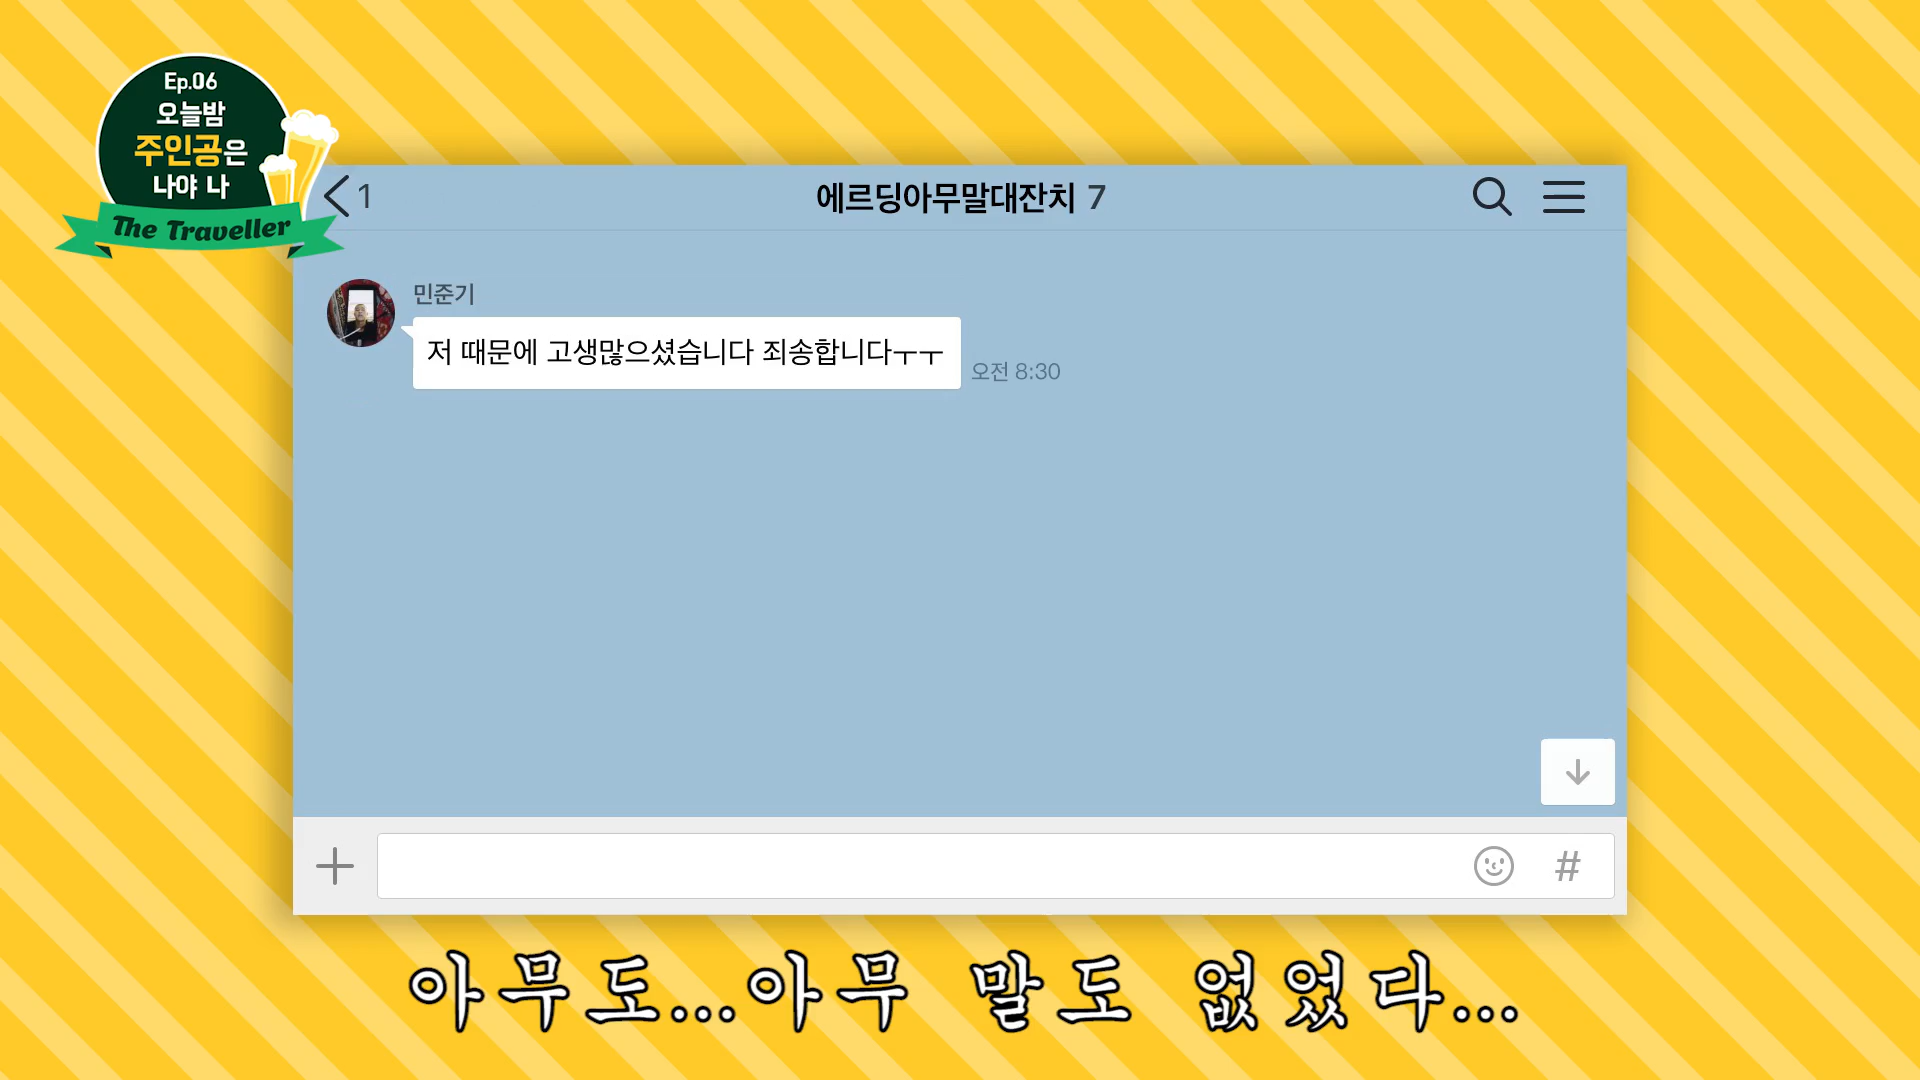 Ep.06
오늘밤
주인공은
나야 나
The Traveller
1
에르딩아무말대잔치 7
민준기
저 때문에 고생많으셨습니다 죄송합니다ㅜㅜ
오전 8:30
#
아무도...아무 말도 없었다...